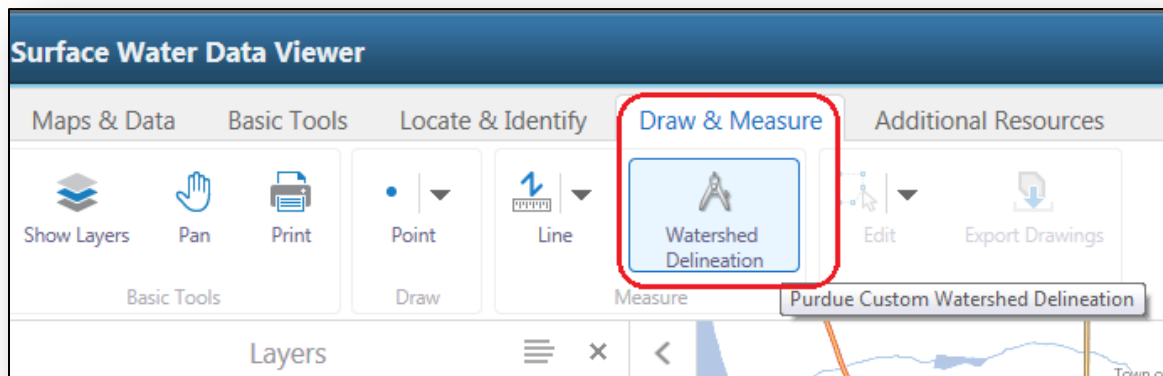 Surface Water Data Viewer
Maps & Data Basic Tools Locate & Identify Draw & Measure Additional Resources
Show Layers Pan Print Point Line Watershed Delineation Edit Export Drawings
Basic Tools Draw Measure
Purdue Custom Watershed Delineation
Layers
Town o